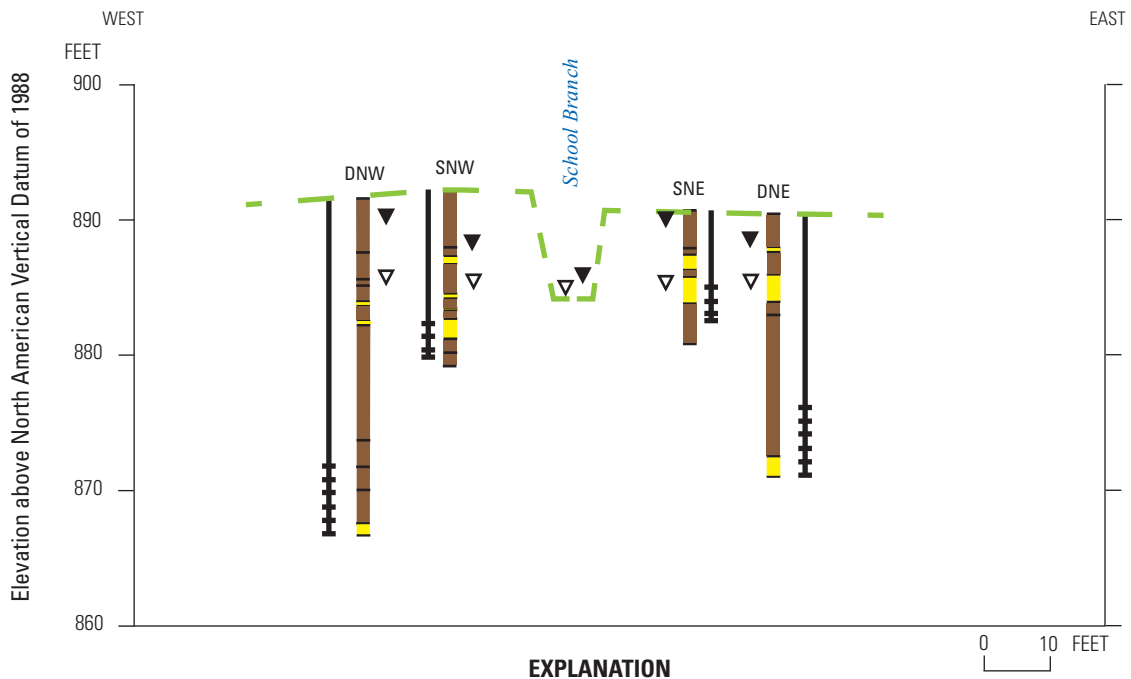 WEST
EAST
FEET
Elevation above North American Vertical Datum of 1988
900
890
880
870
860
DNW
SNW
School Branch
SNE
DNE
0 10 FEET
EXPLANATION